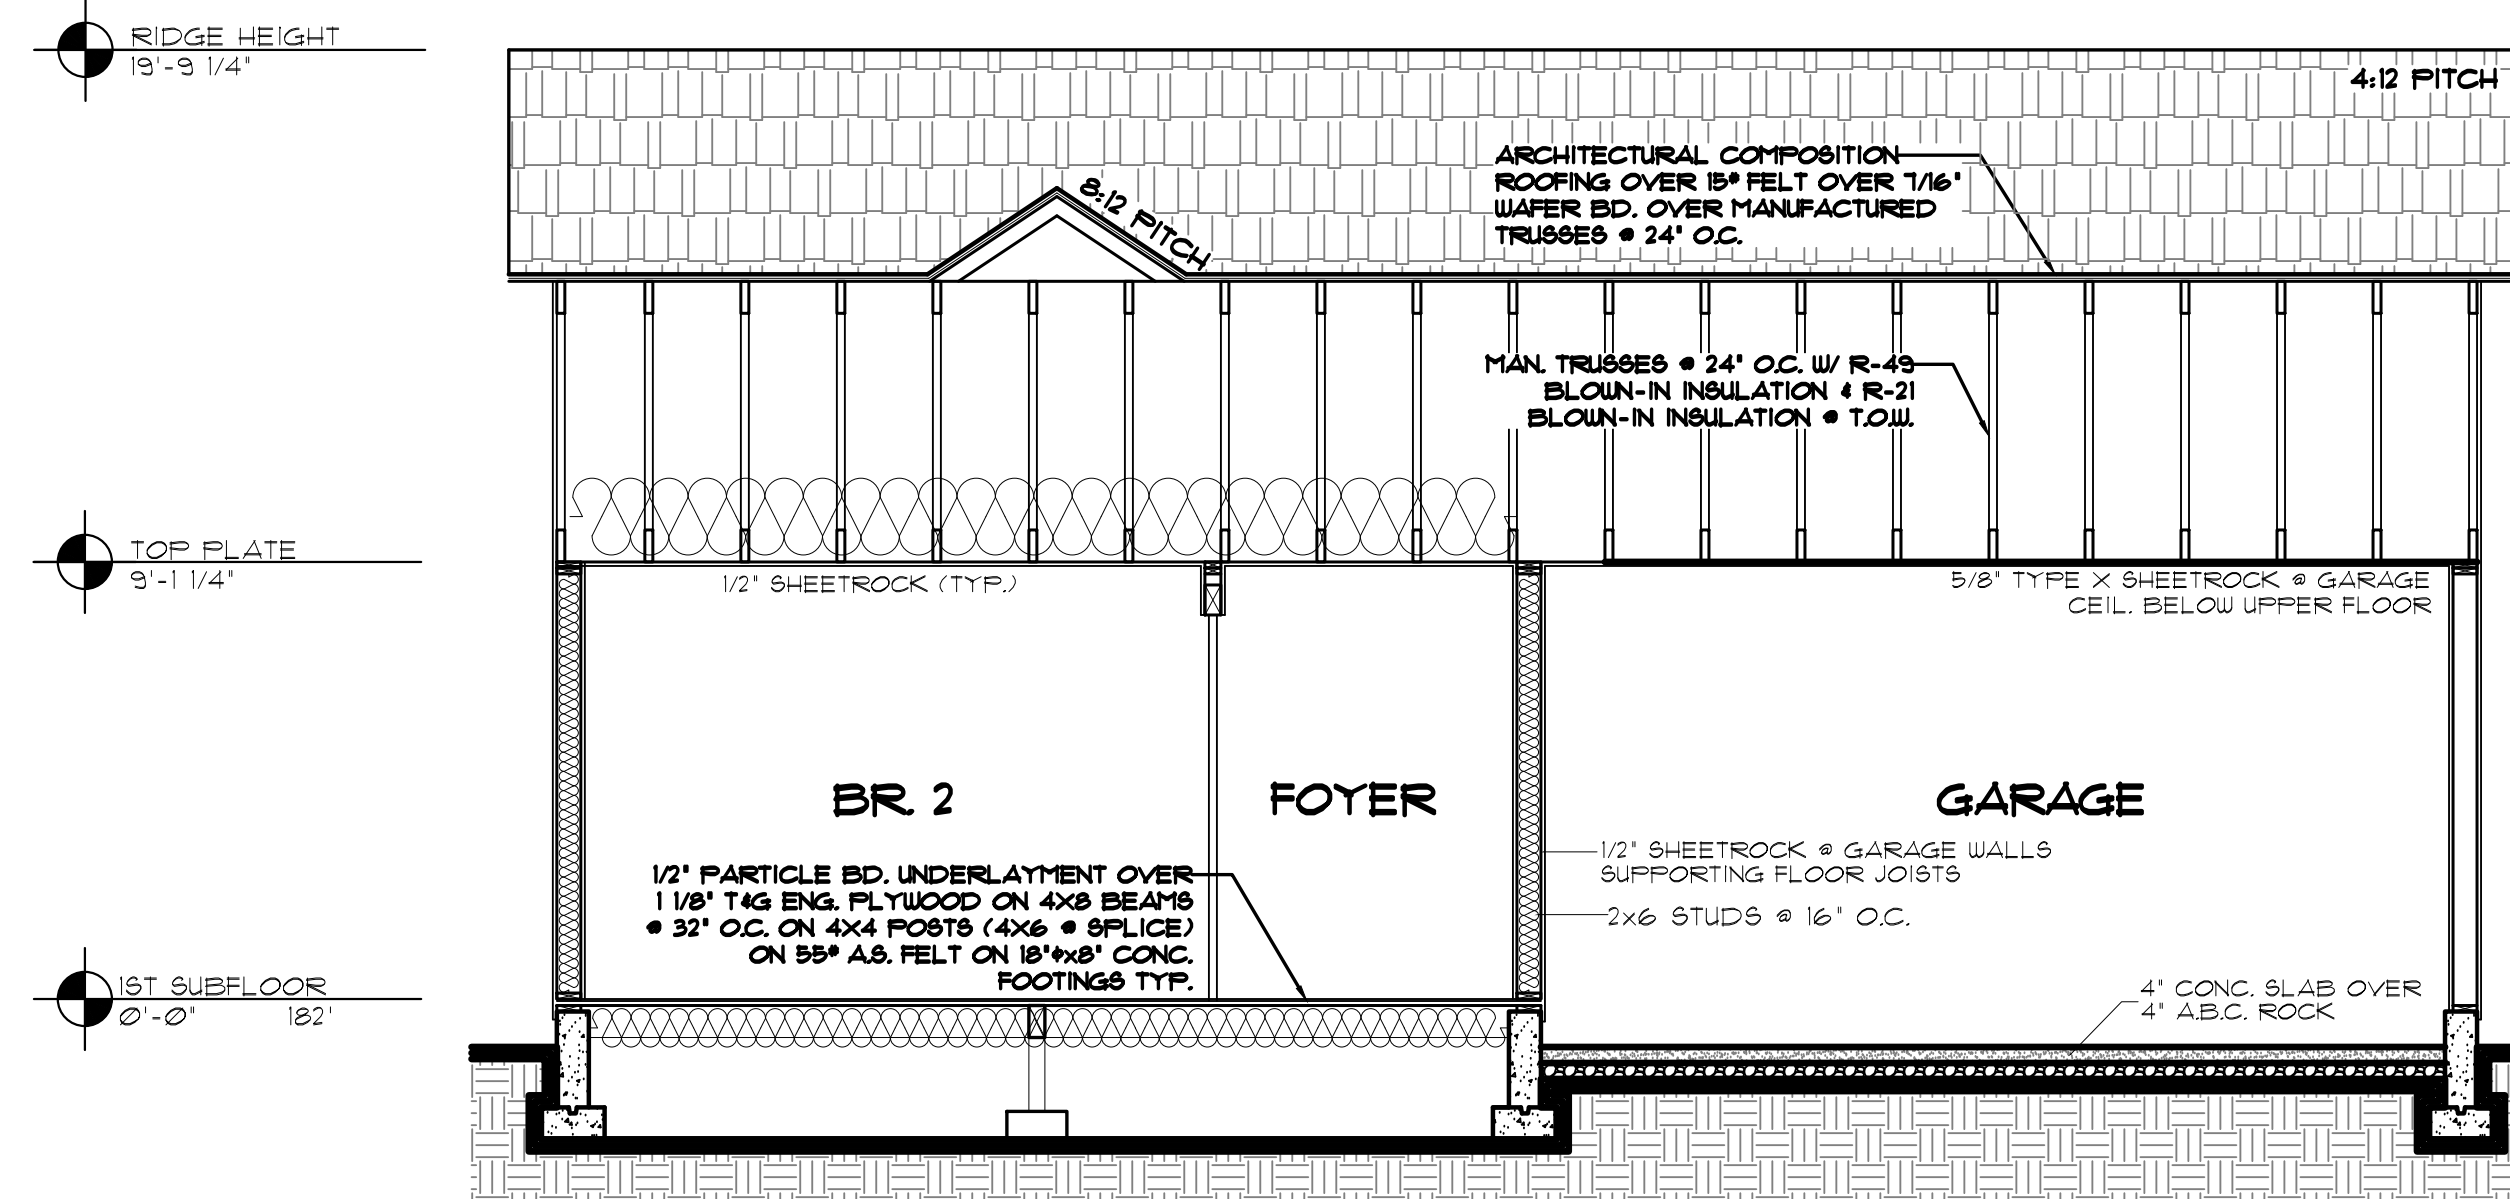 RIDGE HEIGHT
19'-9 1/4"
4:12 PITCH
ARCHITECTURAL COMPOSITION
ROOFING OVER 15# FELT OVER 7/16"
WAFER BD. OVER MANUFACTURED
TRUSSES @ 24" O.C.
8:12 PITCH
MAN. TRUSSES @ 24" O.C. W/ R-49
BLOWN-IN INSULATION & R-21
BLOWN-IN INSULATION @ T.O.W.
TOP PLATE
9'-1 1/4"
1/2" SHEETROCK (TYP.)
5/8" TYPE X SHEETROCK @ GARAGE
CEIL. BELOW UPPER FLOOR
BR. 2
FOYER
GARAGE
1/2" SHEETROCK @ GARAGE WALLS
SUPPORTING FLOOR JOISTS
2x6 STUDS @ 16" O.C.
1/2" PARTICLE BD. UNDERLAYMENT OVER
1 1/8" T&G ENG. PLYWOOD ON 4X8 BEAMS
@ 32" O.C. ON 4X4 POSTS (4X6 @ SPLICE)
ON 55# A.S. FELT ON 18"ϕx8" CONC.
FOOTINGS TYP.
1ST SUBFLOOR
0'-0" 182'
4" CONC. SLAB OVER
4" A.B.C. ROCK